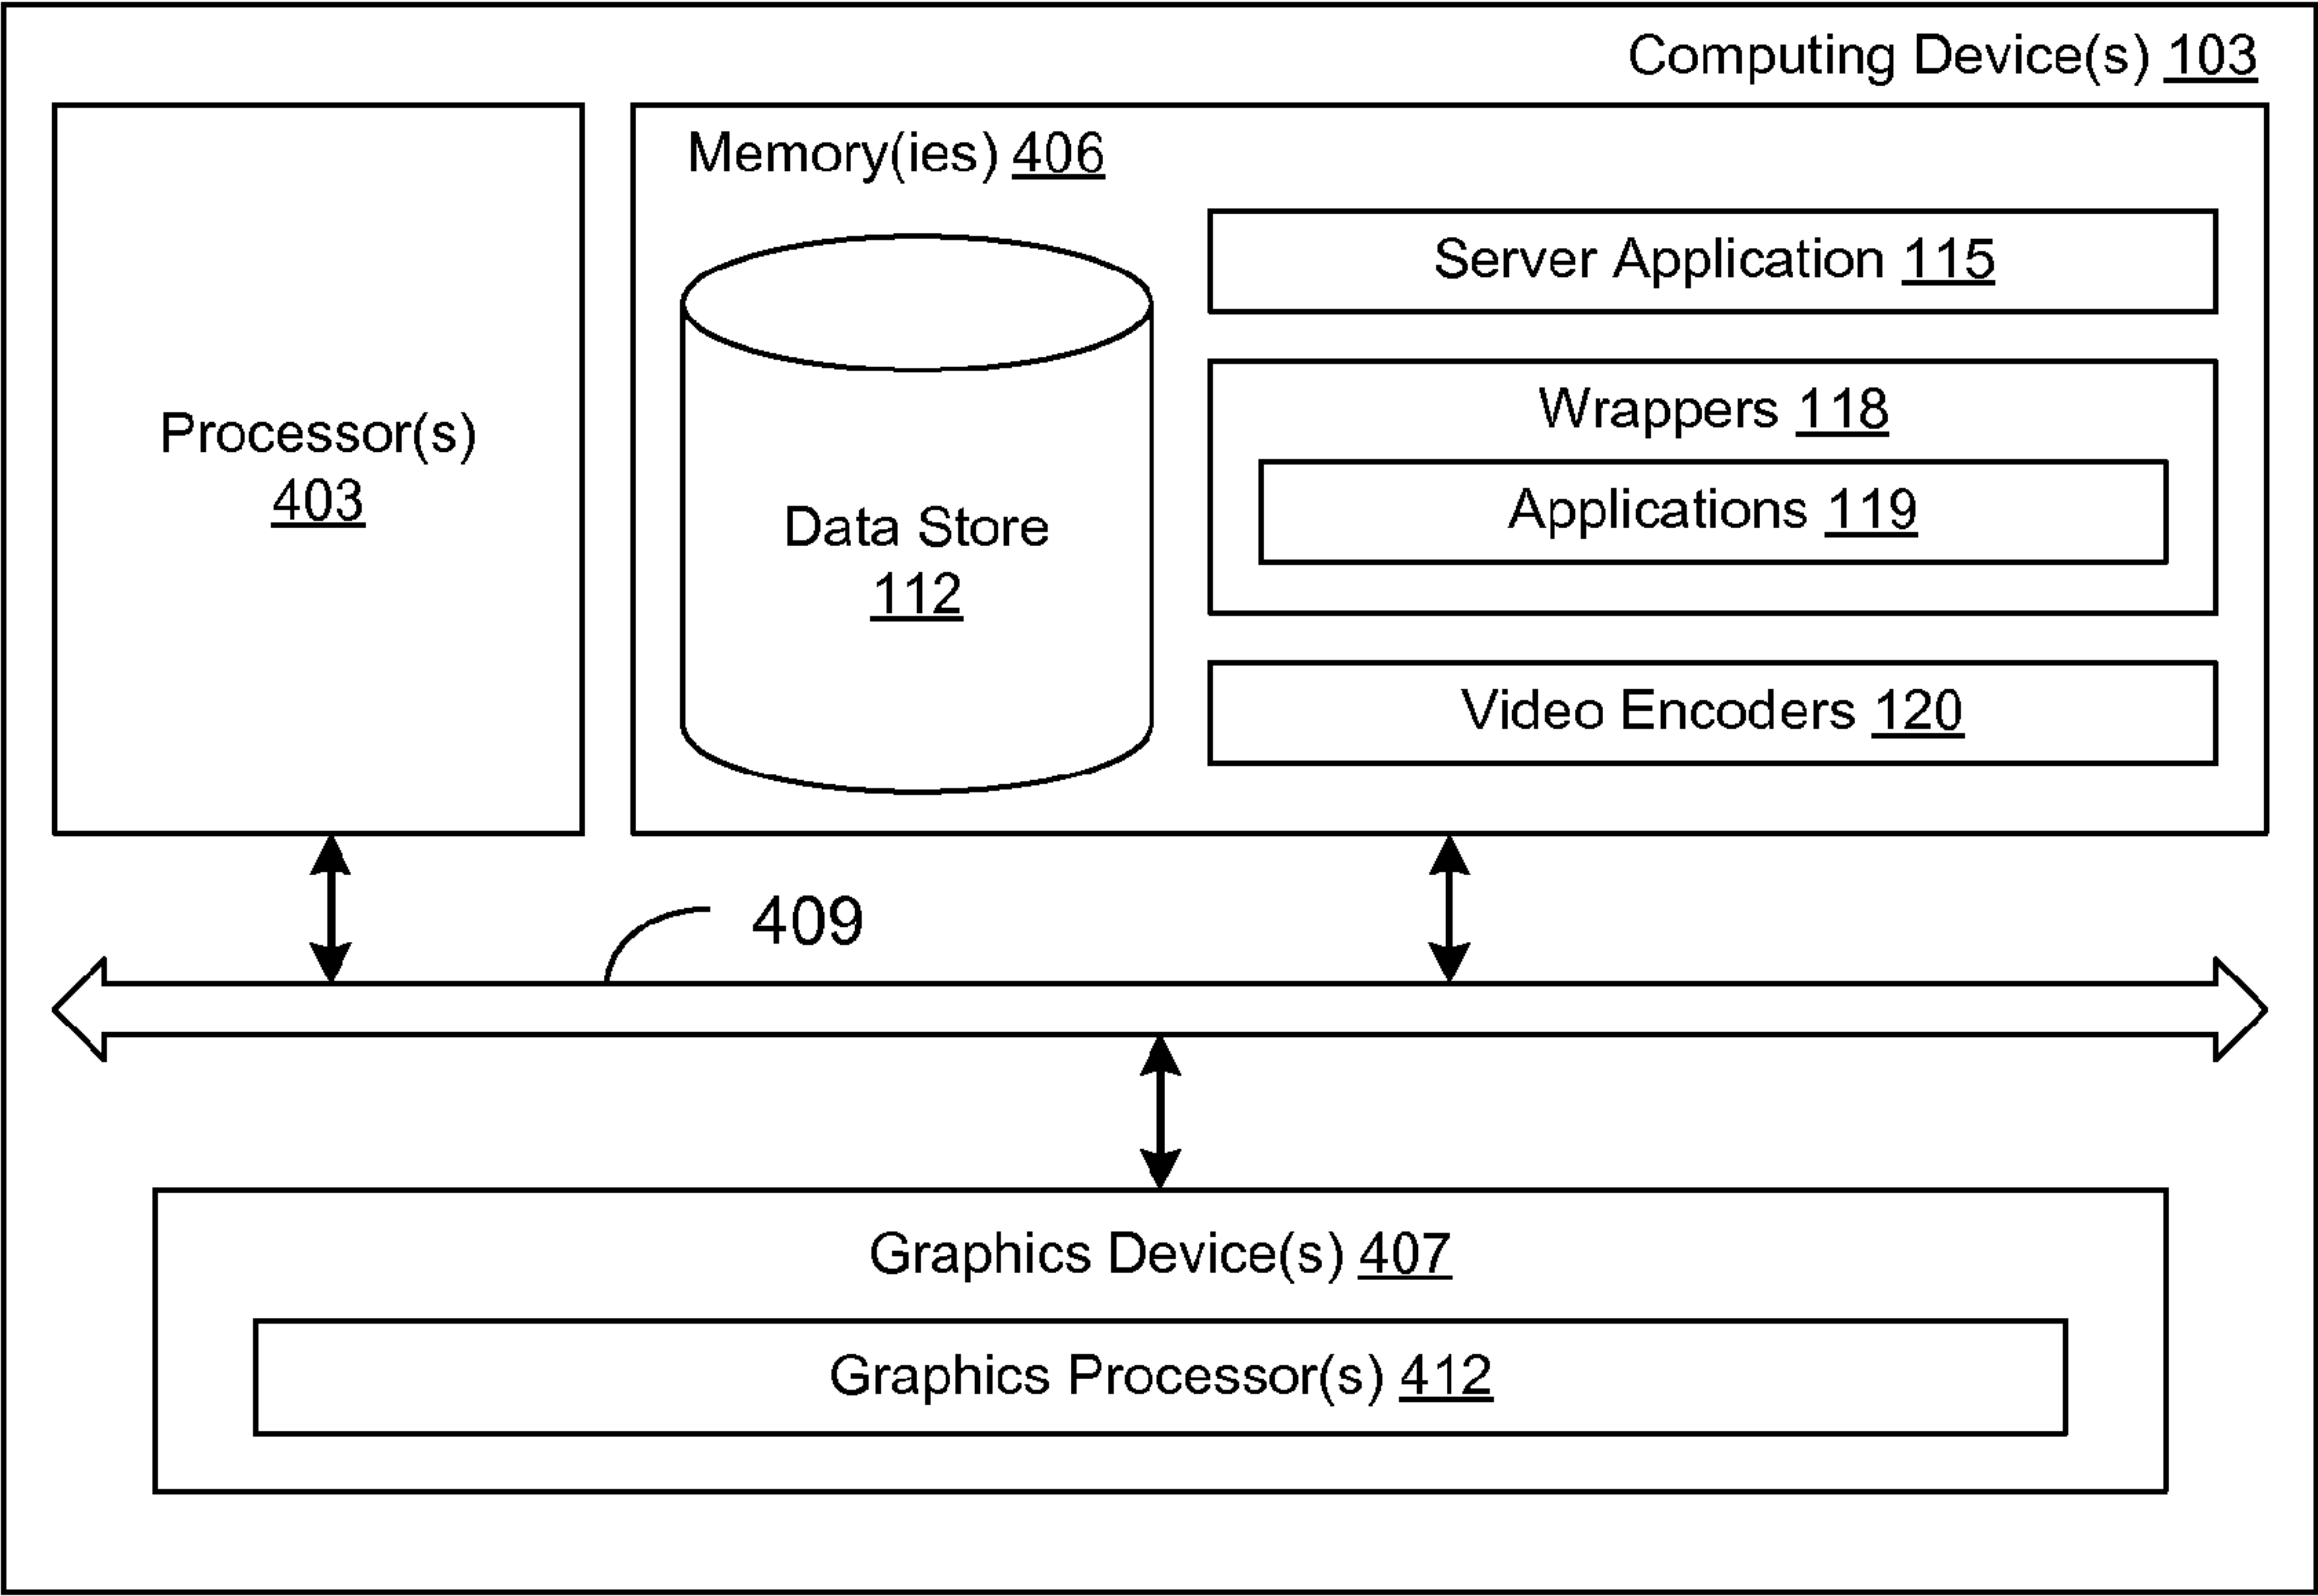 Computing Device(s) 103
Memory(ies) 406
Server Application 115
Wrappers 118
Applications 119
Video Encoders 120
Data Store
112
Processor(s)
403
409
Graphics Device(s) 407
Graphics Processor(s) 412